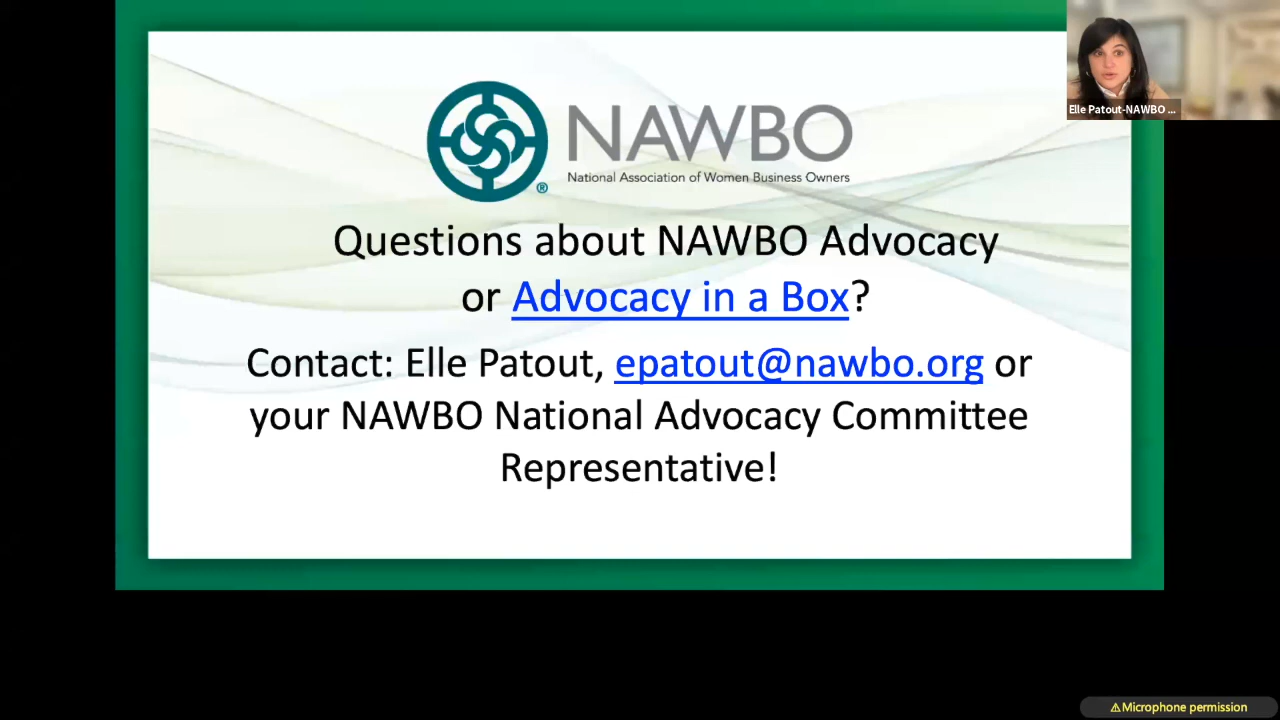 NAWBO
®
National Association of Women Business Owners
Questions about NAWBO Advocacy
or Advocacy in a Box?
Contact: Elle Patout, epatout@nawbo.org or
your NAWBO National Advocacy Committee
Representative!
Elle Patout-NAWBO ...
⚠Microphone permission